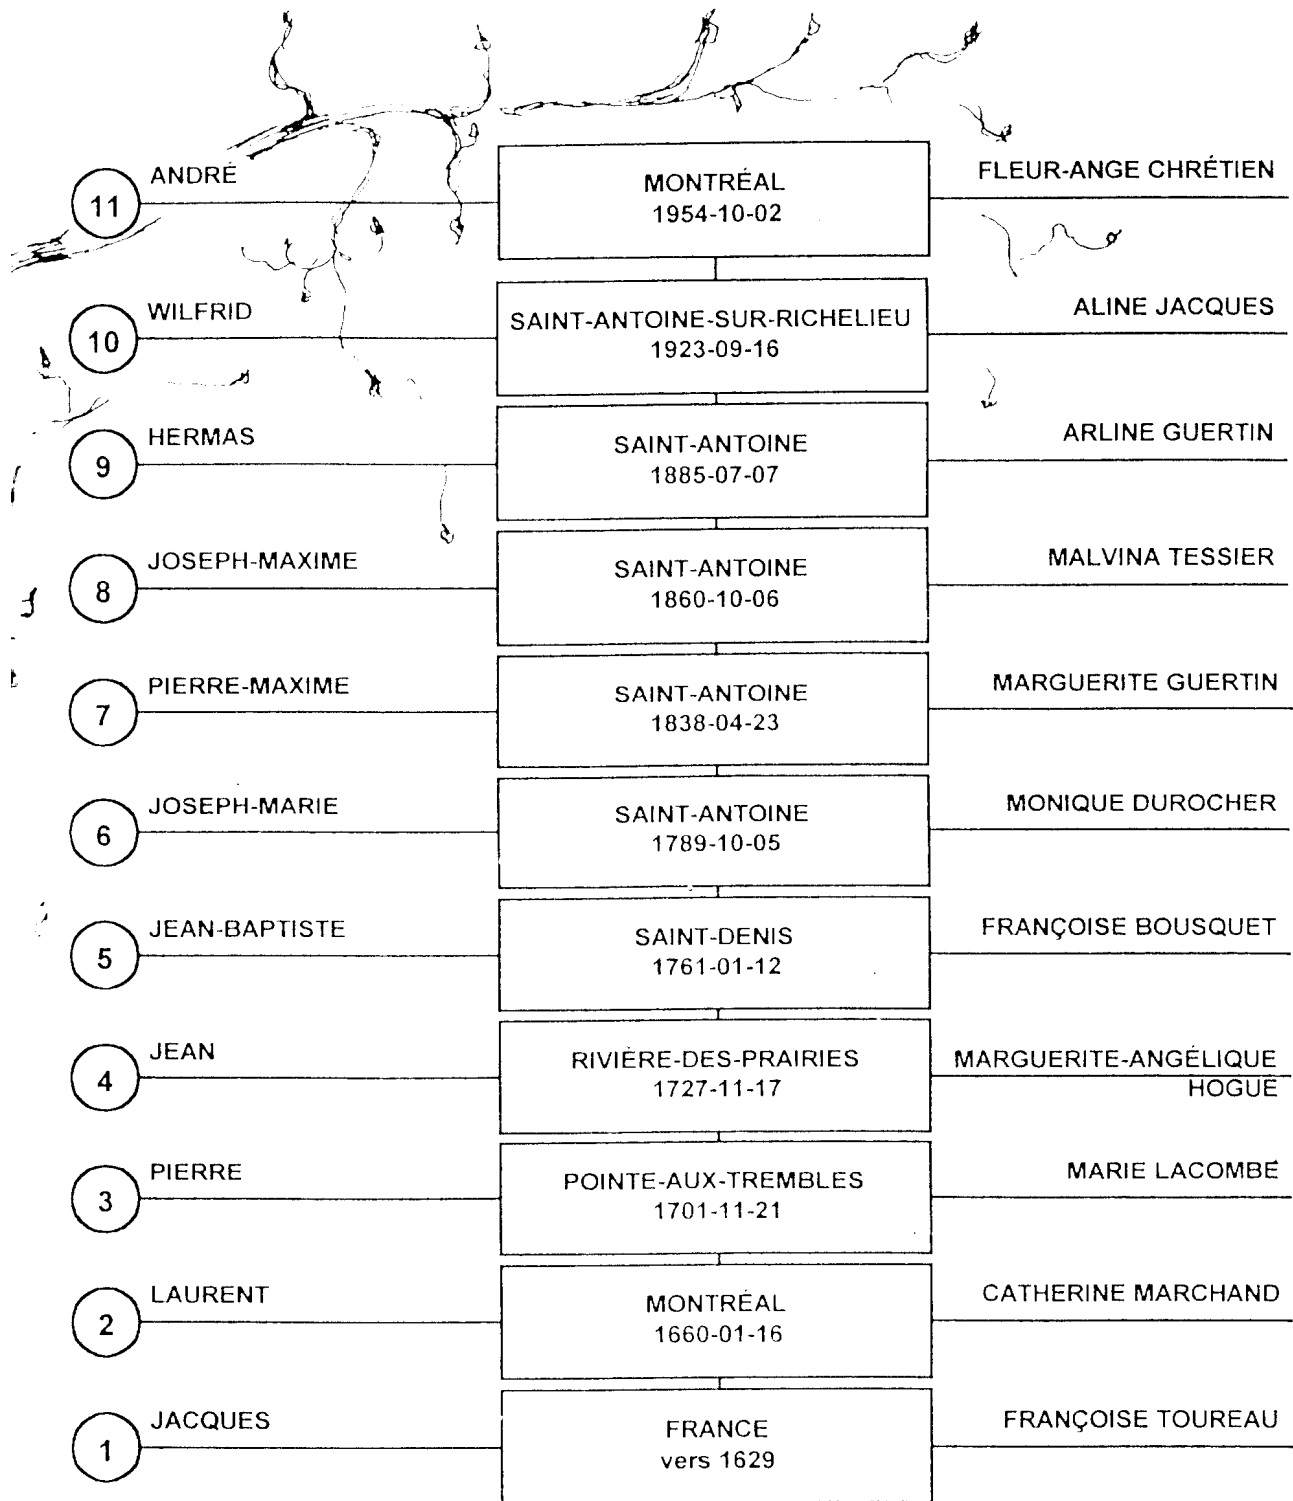 ANDRÉ
11
MONTRÉAL
1954-10-02
FLEUR-ANGE CHRÉTIEN
WILFRID
10
SAINT-ANTOINE-SUR-RICHELIEU
1923-09-16
ALINE JACQUES
HERMAS
9
SAINT-ANTOINE
1885-07-07
ARLINE GUERTIN
JOSEPH-MAXIME
8
SAINT-ANTOINE
1860-10-06
MALVINA TESSIER
PIERRE-MAXIME
7
SAINT-ANTOINE
1838-04-23
MARGUERITE GUERTIN
JOSEPH-MARIE
6
SAINT-ANTOINE
1789-10-05
MONIQUE DUROCHER
JEAN-BAPTISTE
5
SAINT-DENIS
1761-01-12
FRANÇOISE BOUSQUET
JEAN
4
RIVIÈRE-DES-PRAIRIES
1727-11-17
MARGUERITE-ANGÉLIQUE
HOGUE
PIERRE
3
POINTE-AUX-TREMBLES
1701-11-21
MARIE LACOMBE
LAURENT
2
MONTRÉAL
1660-01-16
CATHERINE MARCHAND
JACQUES
1
FRANCE
vers 1629
FRANÇOISE TOUREAU